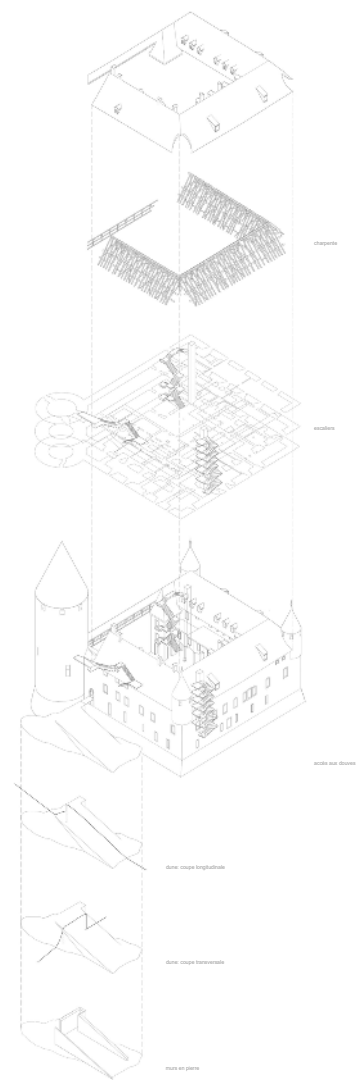 charpente
escaliers
accès aux douves
dune: coupe longitudinale
dune: coupe transversale
murs en pierre